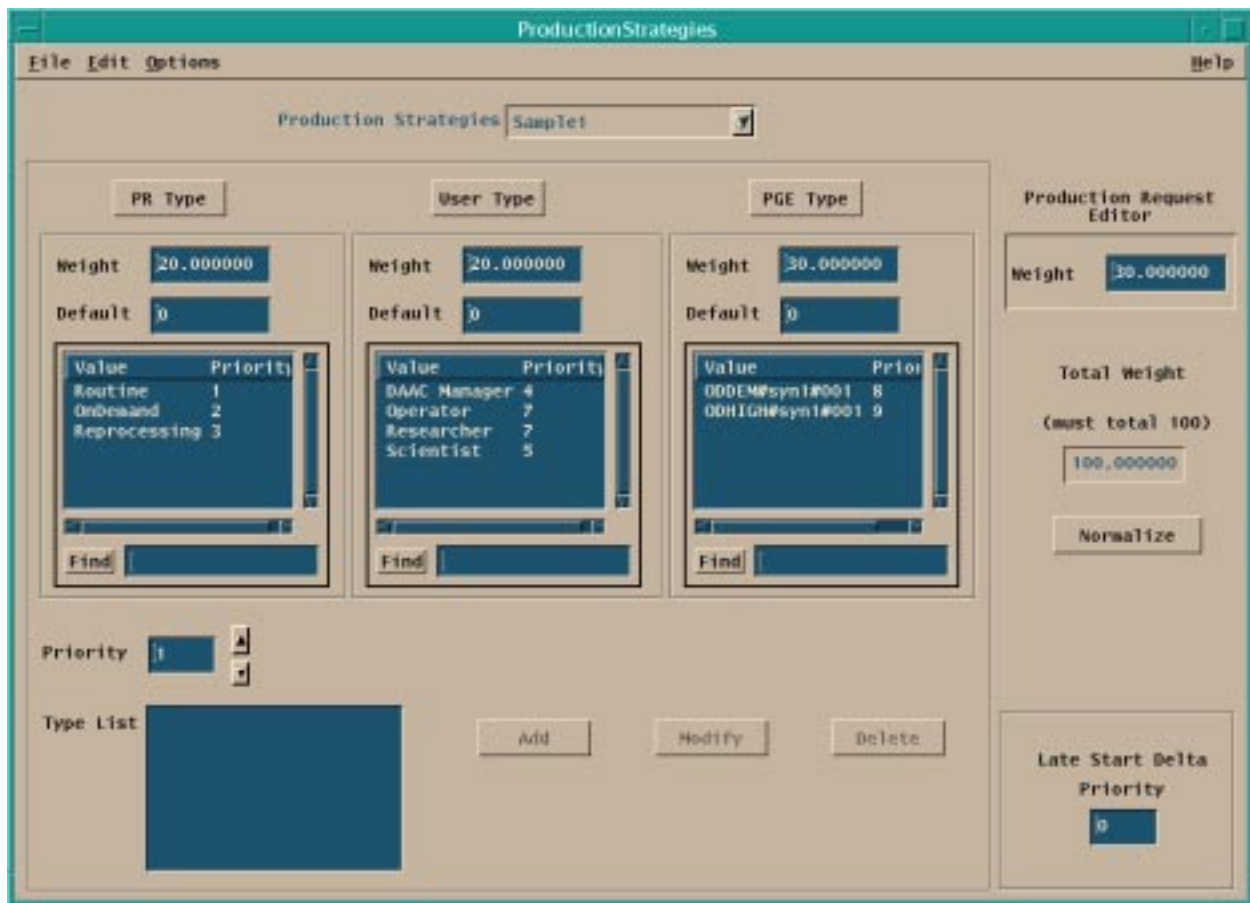 ProductionStrategies
File Edit Options Help
Production Strategies Sample1
PR Type
Weight 20.000000
Default 0
Value Priority
Routine 1
OnDemand 2
Reprocessing 3
Find
User Type
Weight 20.000000
Default 0
Value Priority
DAAC Manager 4
Operator 7
Researcher 7
Scientist 5
Find
PGE Type
Weight 30.000000
Default 0
Value Prior
ODDEM#syn1#001 8
ODHIGH#syn1#001 9
Find
Production Request
Editor
Weight 30.000000
Total Weight
(must total 100)
100.000000
Normalize
Priority 1
Type List
Add Modify Delete
Late Start Delta
Priority
0